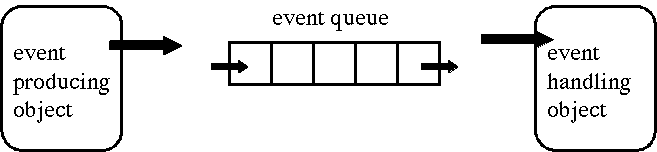 event queue
event
producing
object
event
handling
object